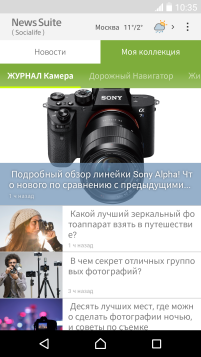 10:35
News Suite
( Socialife )
Москва 11°/2°
Новости
Моя коллекция
ЖУРНАЛ Камера
Дорожный Навигатор
Жи
SONY
α
Подробный обзор линейки Sony Alpha! Чт
о нового по сравнению с предыдущими...
1 ч назад
Какой лучший зеркальный фо
тоаппарат взять в путешестви
е?
1 ч назад
В чем секрет отличных группо
вых фотографий?
2 ч назад
Десять лучших мест, где можн
о сделать фотографии ночью,
и советы по съемке